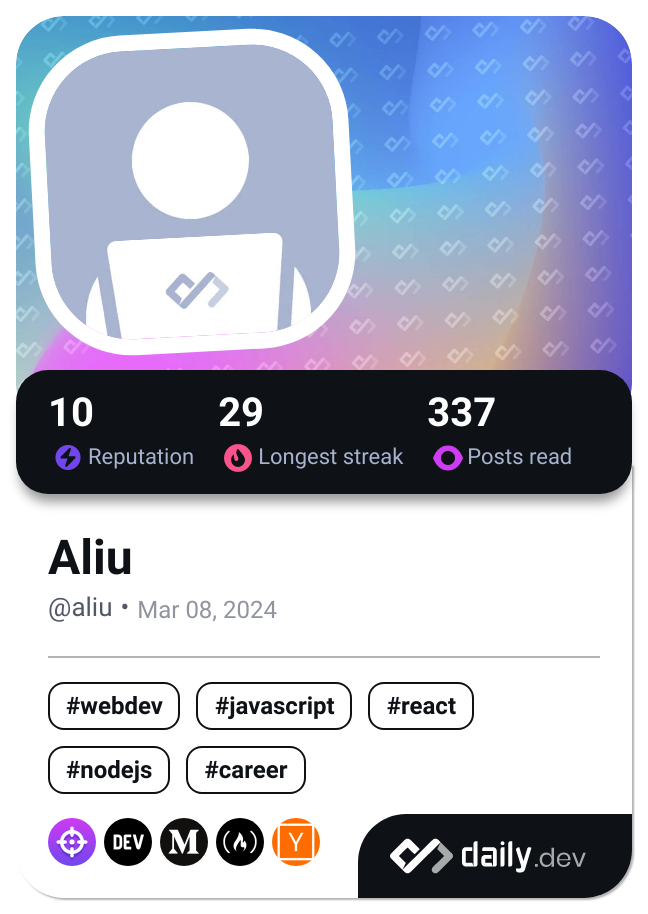 10 29 337
Reputation Longest streak Posts read
Aliu
@aliu • Mar 08, 2024
#webdev #javascript #react
#nodejs #career
DEV M Y
daily.dev